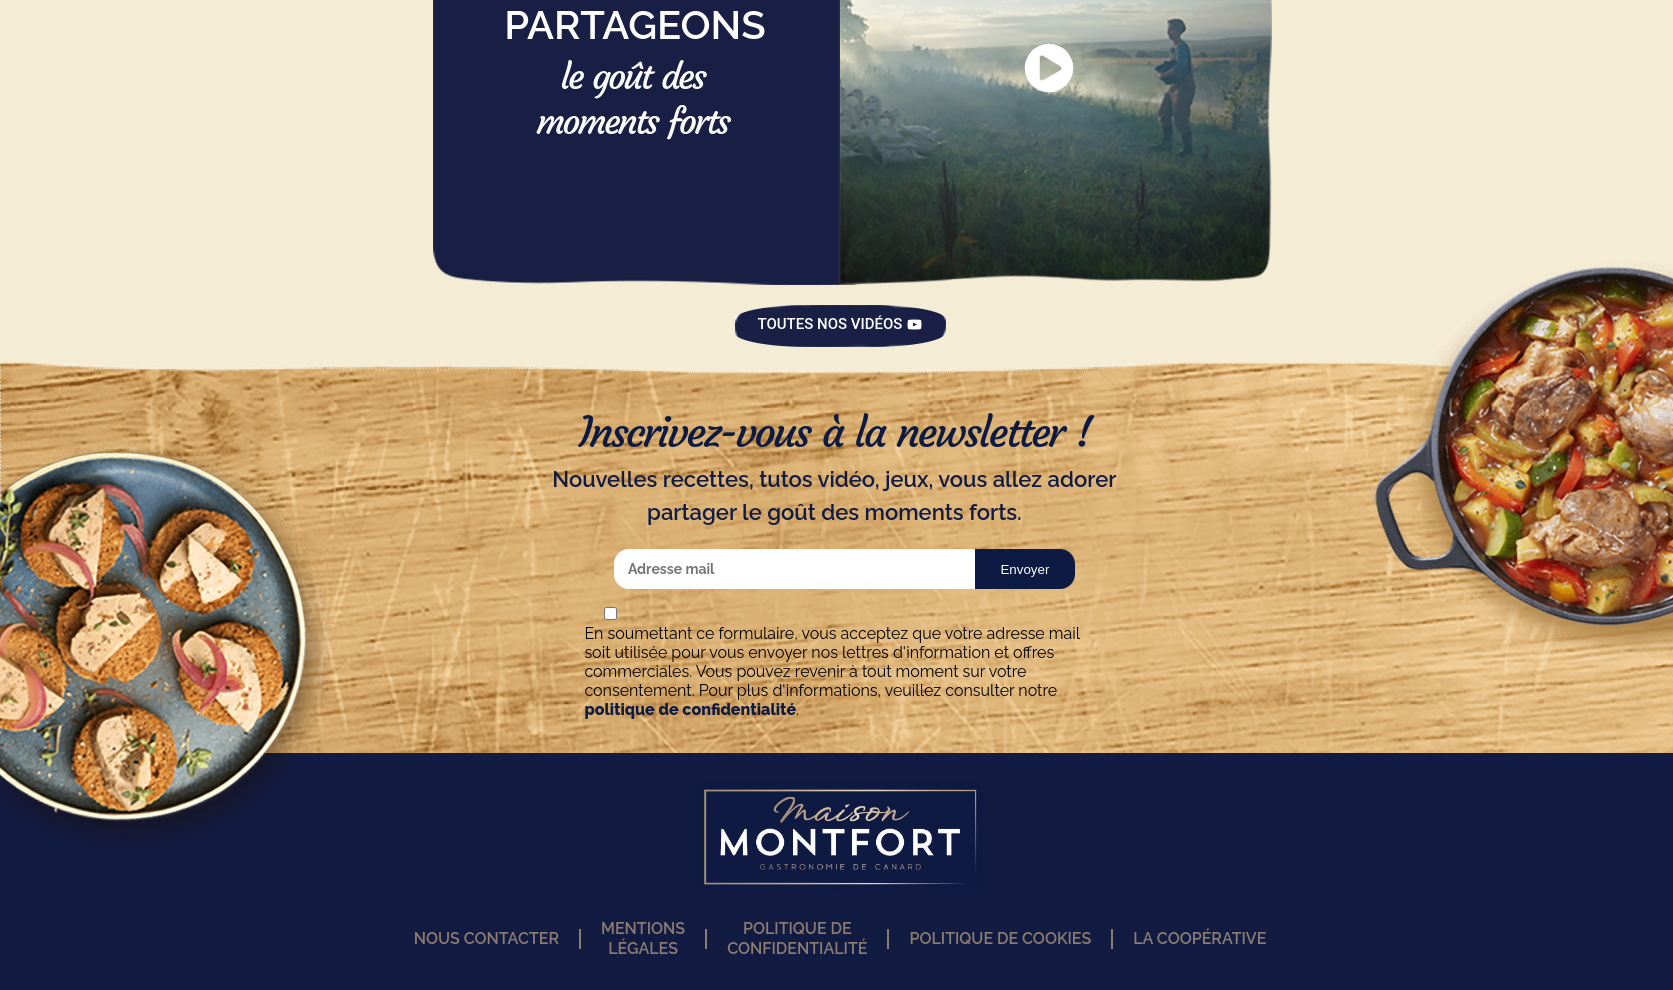 PARTAGEONS
le goût des
moments forts
TOUTES NOS VIDÉOS
Inscrivez-vous à la newsletter !
Nouvelles recettes, tutos vidéo, jeux, vous allez adorer
partager le goût des moments forts.
Adresse mail
Envoyer
En soumettant ce formulaire, vous acceptez que votre adresse mail
soit utilisée pour vous envoyer nos lettres d'information et offres
commerciales. Vous pouvez revenir à tout moment sur votre
consentement. Pour plus d'informations, veuillez consulter notre
politique de confidentialité.
Maison
MONTFORT
GASTRONOMIE DE CANARD
NOUS CONTACTER
MENTIONS
LÉGALES
POLITIQUE DE
CONFIDENTIALITÉ
POLITIQUE DE COOKIES
LA COOPÉRATIVE